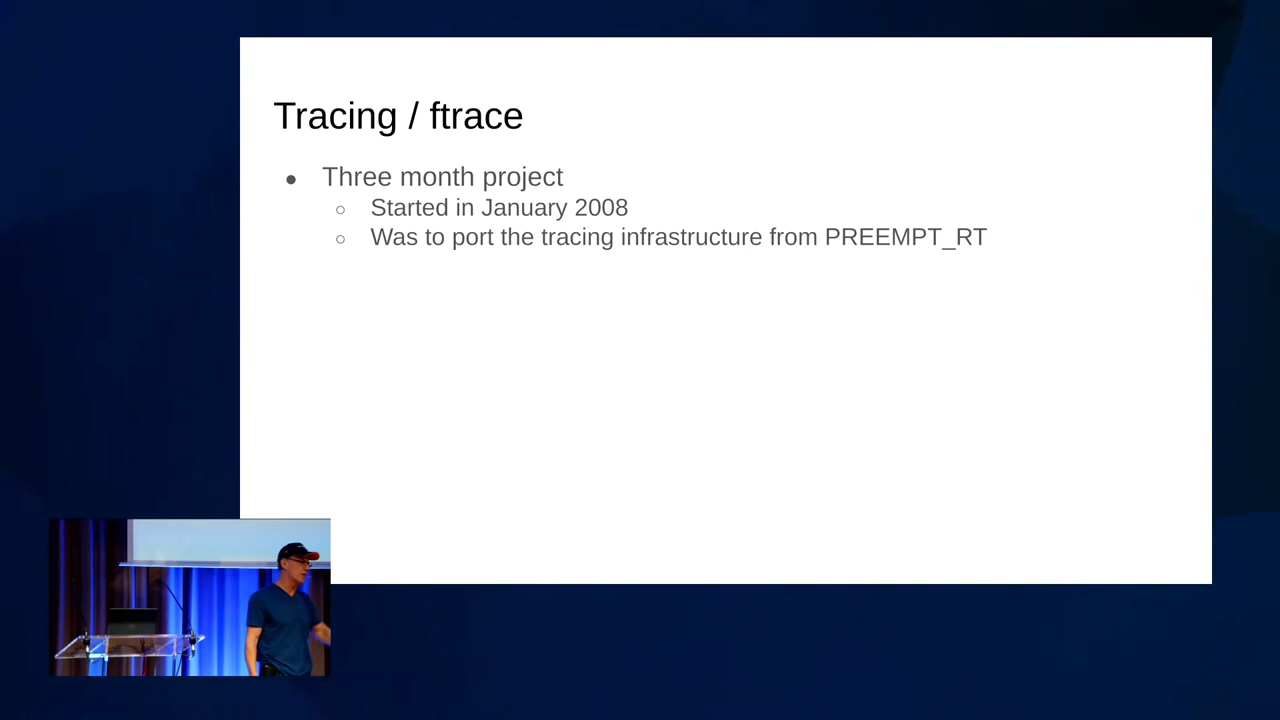 Tracing / ftrace
● Three month project
○ Started in January 2008
○ Was to port the tracing infrastructure from PREEMPT_RT